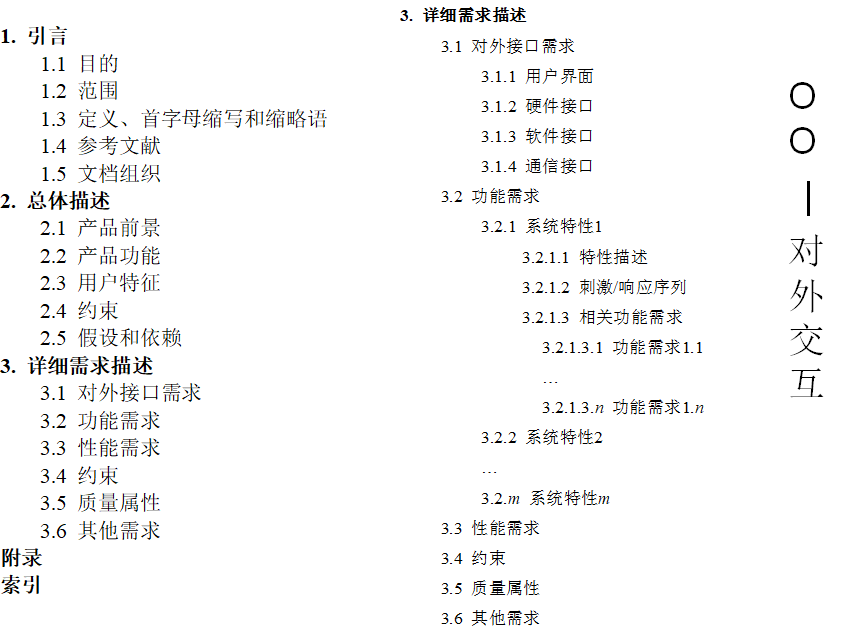 1. 引言
1.1 目的
1.2 范围
1.3 定义、首字母缩写和缩略语
1.4 参考文献
1.5 文档组织
2. 总体描述
2.1 产品前景
2.2 产品功能
2.3 用户特征
2.4 约束
2.5 假设和依赖
3. 详细需求描述
3.1 对外接口需求
3.2 功能需求
3.3 性能需求
3.4 约束
3.5 质量属性
3.6 其他需求
附录
索引
3. 详细需求描述
3.1 对外接口需求
3.1.1 用户界面
3.1.2 硬件接口
3.1.3 软件接口
3.1.4 通信接口
3.2 功能需求
3.2.1 系统特性1
3.2.1.1 特性描述
3.2.1.2 刺激/响应序列
3.2.1.3 相关功能需求
3.2.1.3.1 功能需求1.1
…
3.2.1.3.n 功能需求1.n
3.2.2 系统特性2
…
3.2.m 系统特性m
3.3 性能需求
3.4 约束
3.5 质量属性
3.6 其他需求
OO—对外交互